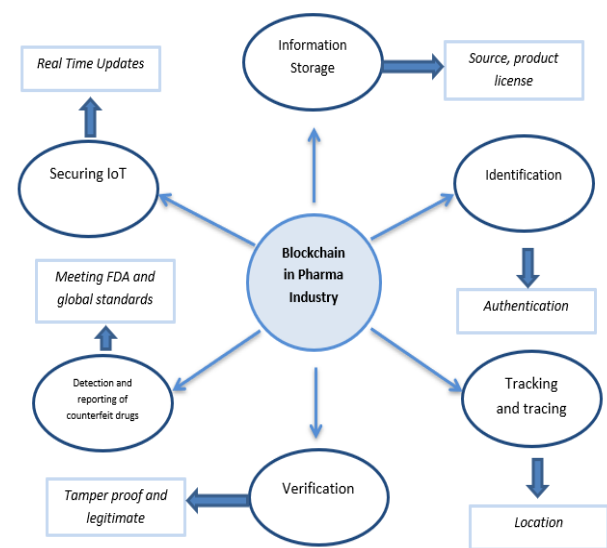 Information
Storage
Source, product
license
Real Time Updates
Securing IoT
Identification
Blockchain
in Pharma
Industry
Meeting FDA and
global standards
Authentication
Detection and
reporting of
counterfeit drugs
Tracking
and tracing
Verification
Tamper proof and
legitimate
Location